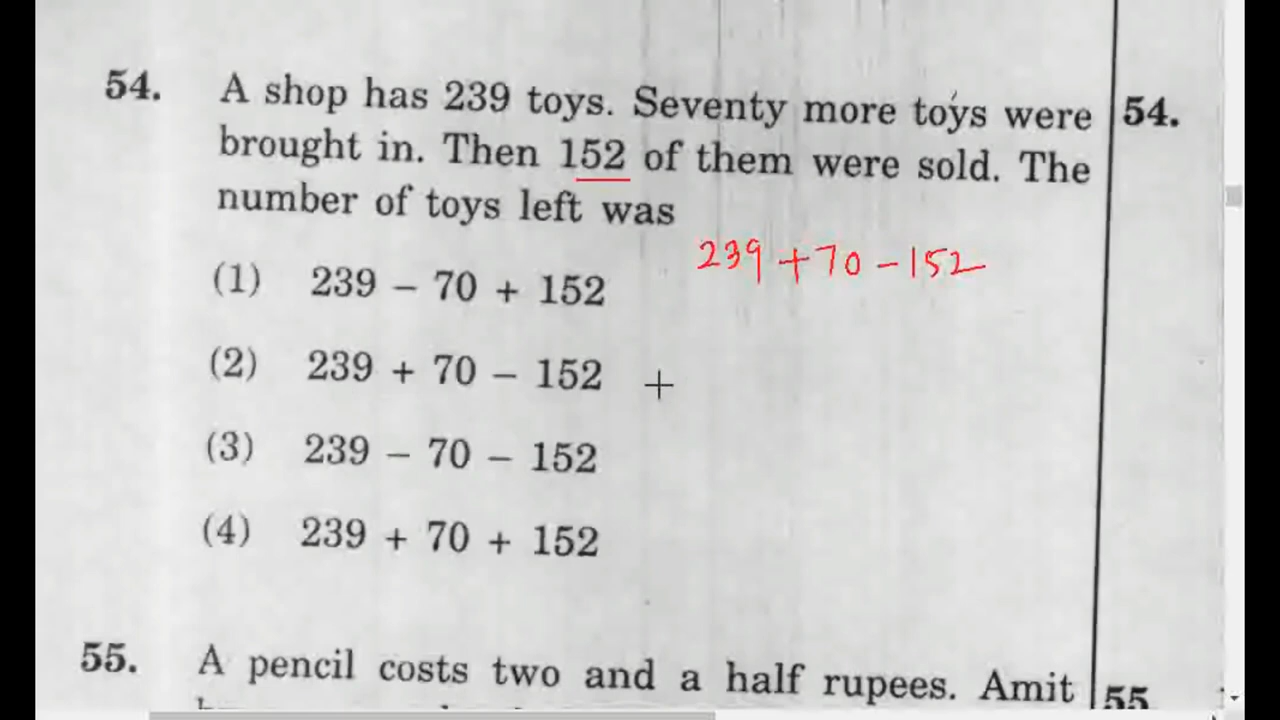 54. A shop has 239 toys. Seventy more toys were
brought in. Then 152 of them were sold. The
number of toys left was
239 + 70 - 152
(1) 239 – 70 + 152
(2) 239 + 70 – 152
(3) 239 – 70 – 152
(4) 239 + 70 + 152
54.
55. A pencil costs two and a half rupees. Amit
55